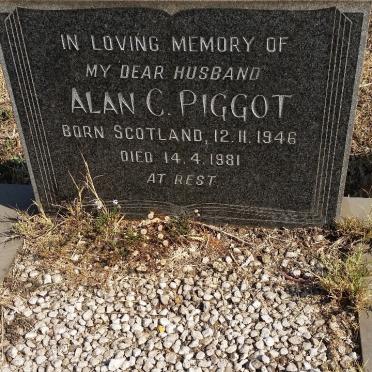 IN LOVING MEMORY OF
MY DEAR HUSBAND
ALAN C. PIGGOT
BORN SCOTLAND, 12.11.1946
DIED 14.4.1981
AT REST